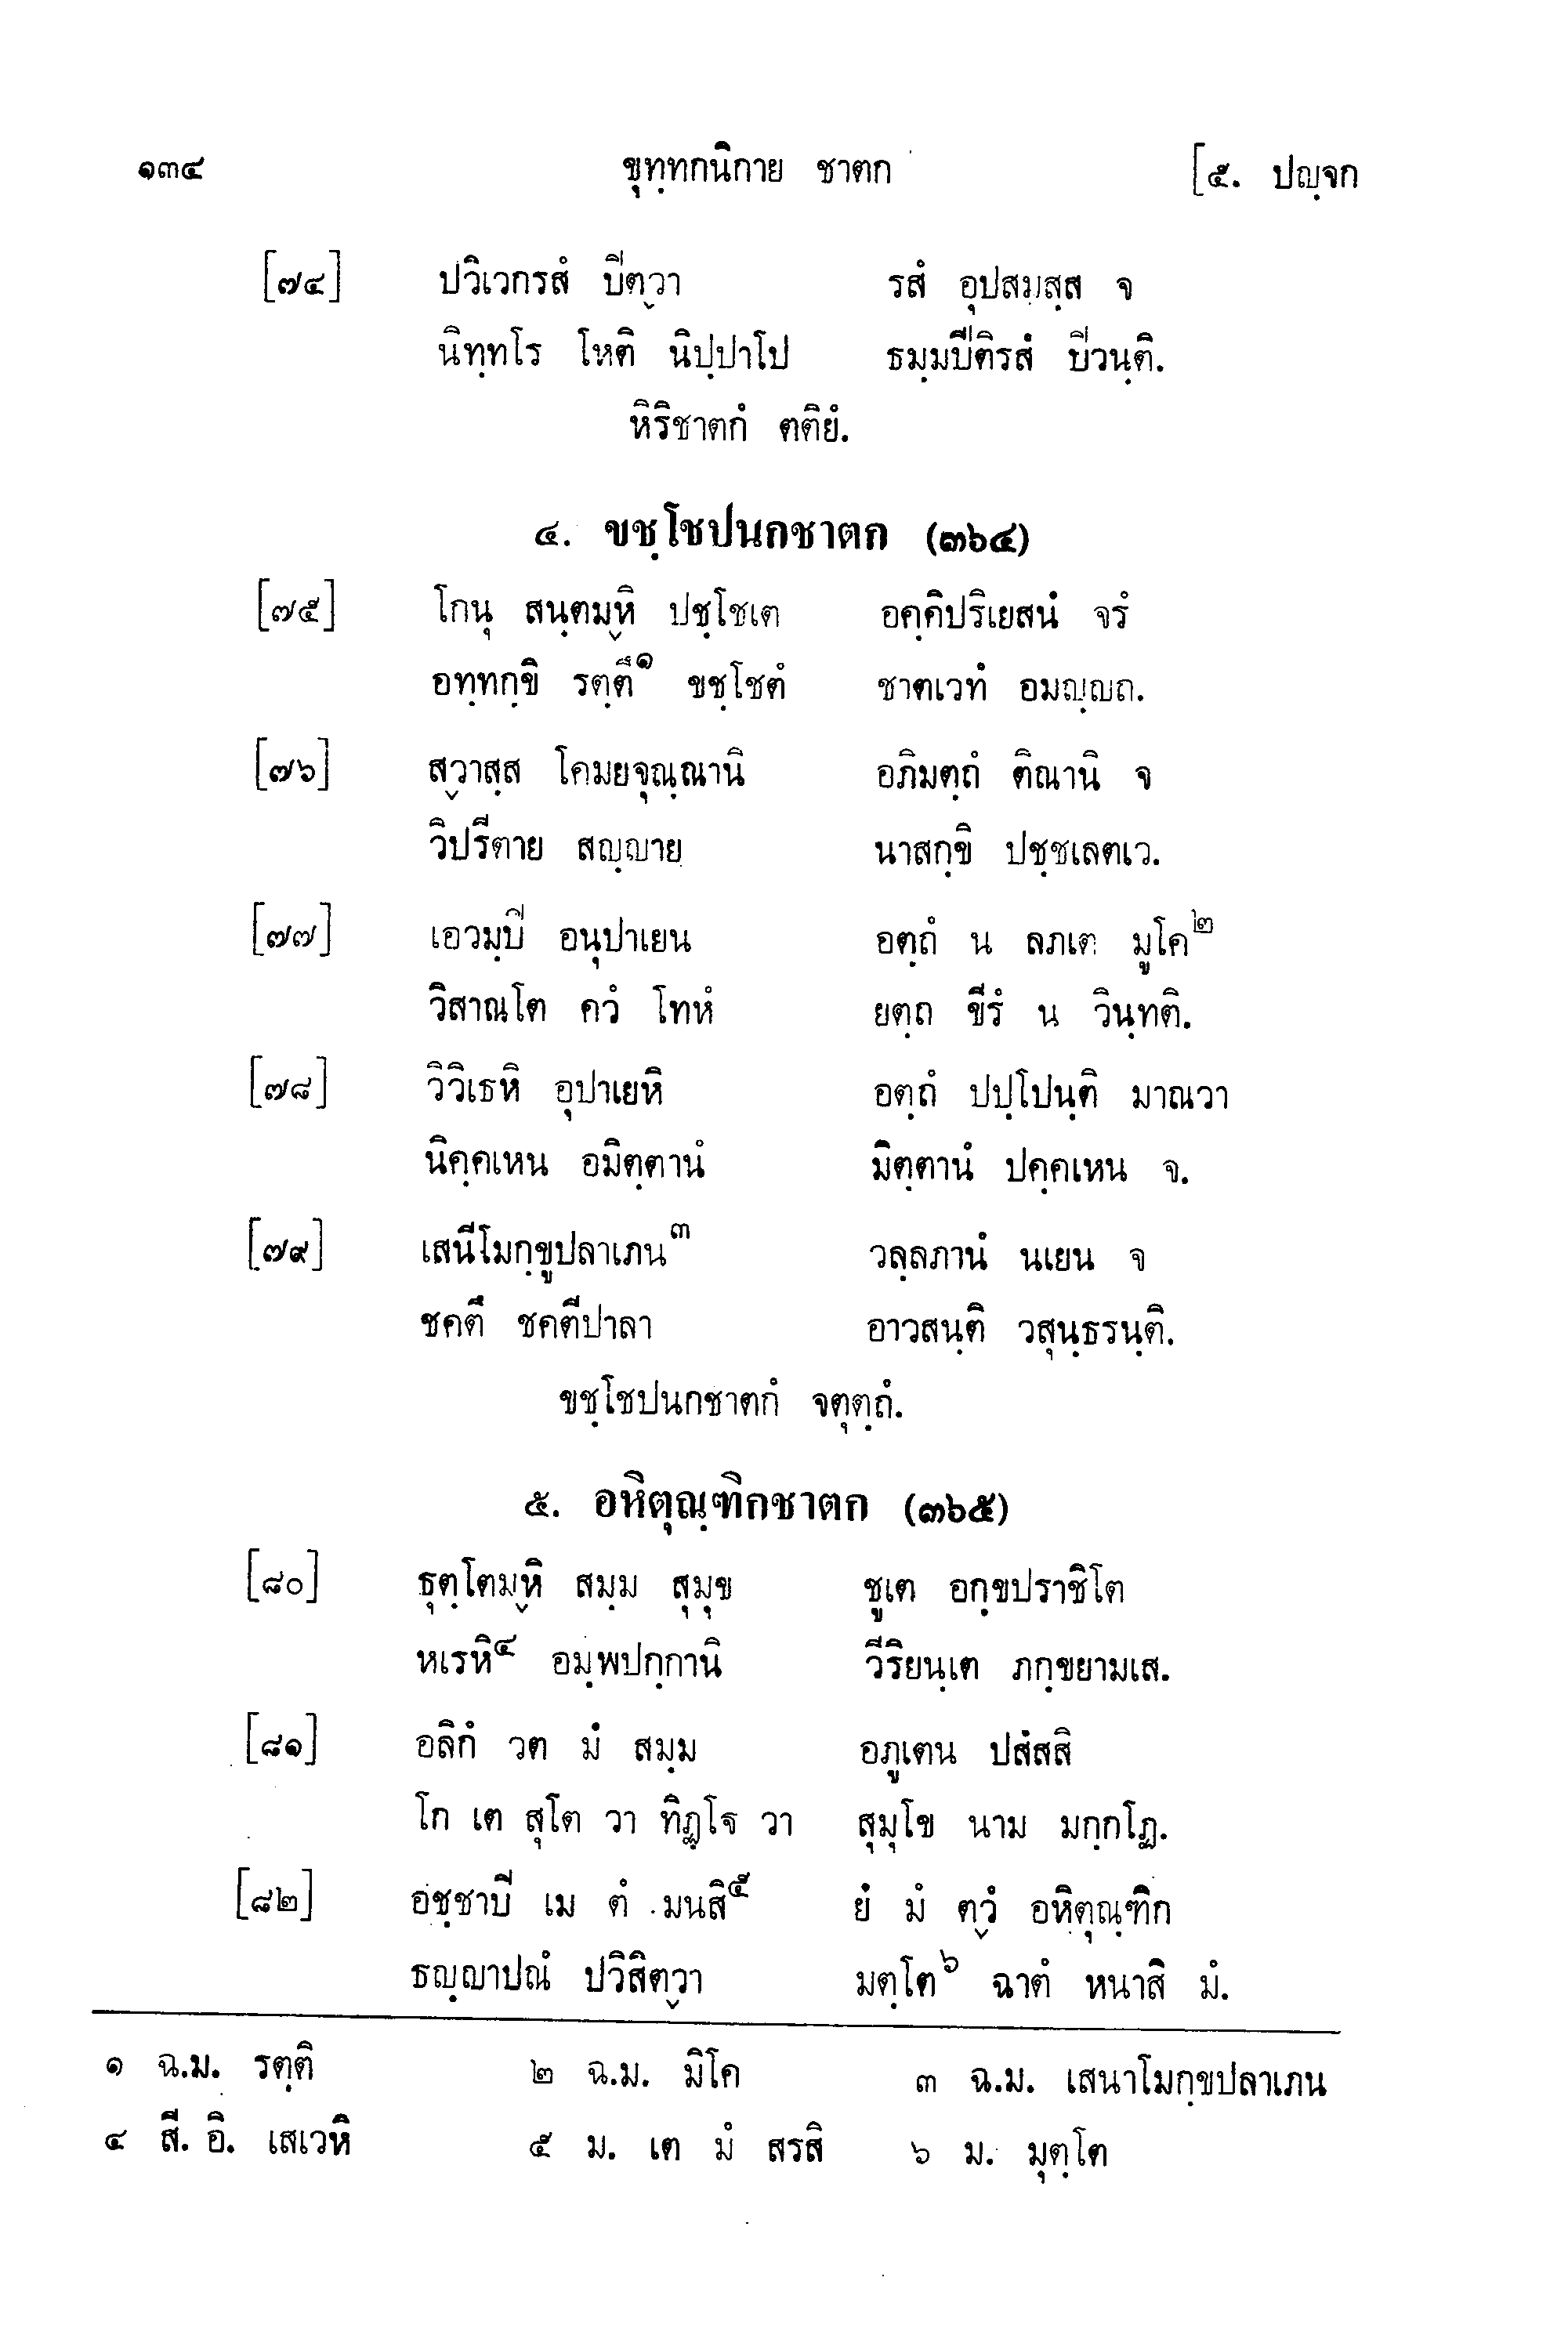 ๑๓๔ ขุทฺทกนิกาย ชาตก [๕. ปญฺจก
[๗๔] ปวิเวกรสํ ปิตฺวา รสํ อุปสมสฺส จ
นิทฺทโร โหติ นิปฺปาโป ธมฺมปีติรสํ ปิวนฺติ.
หิริชาตกํ ตติยํ.
๔. ขชฺโชปนกชาตก (๓๖๔)
[๗๕] โกนุ สนฺตมฺหิ ปชฺโชเต อคฺคิปริเยสนํ จรํ
อทฺทกฺขิ รตฺตึ๑ ขชฺโชตํ ชาตเวทํ อมญฺญถ.
[๗๖] สฺวาสฺส โคมยจุณฺณานิ อภิมตฺถํ ติณานิ จ
วิปรีตาย สญฺญาย นาสกฺขิ ปชฺชเลตเว.
[๗๗] เอวมฺปิ อนุปาเยน อตฺถํ น ลภเต มูโค๒
วิสาณโต ควํ โทหํ ยตฺถ ขีรํ น วินฺทติ.
[๗๘] วิวิเธหิ อุปาเยหิ อตฺถํ ปปฺโปนฺติ มาณวา
นิคฺคเหน อมิตฺตานํ มิตฺตานํ ปคฺคเหน จ.
[๗๙] เสนีโมกฺขูปลาเภน๓ วลฺลภานํ นเยน จ
ชคตึ ชคตีปาลา อาวสนฺติ วสุนฺธรนฺติ.
ขชฺโชปนกชาตกํ จตุตฺถํ.
๕. อหิตุณฺฑิกชาตก (๓๖๕)
[๘๐] ธุตฺโตมฺหิ สมฺม สุมุข ชูเต อกฺขปราชิโต
หเรหิ๔ อมฺพปกฺกานิ วีริยนฺเต ภกฺขยามเส.
[๘๑] อลิกํ วต มํ สมฺม อภูเตน ปสํสสิ
โก เต สุโต วา ทิฏฺโฐ วา สุมุโข นาม มกฺกโฏ.
[๘๒] อชฺชาปิ เม ตํ มนสิ๕ ยํ มํ ตฺวํ อหิตุณฺฑิก
ธญฺญาปณํ ปวิสิตฺวา มตฺโต๖ ฉาตํ หนาสิ มํ.
๑ ฉ.ม. รตฺติ ๒ ฉ.ม. มิโค ๓ ฉ.ม. เสนาโมกฺขปลาเภน
๔ สี. อิ. เสเวหิ ๕ ม. เต มํ สรสิ ๖ ม. มุตฺโต